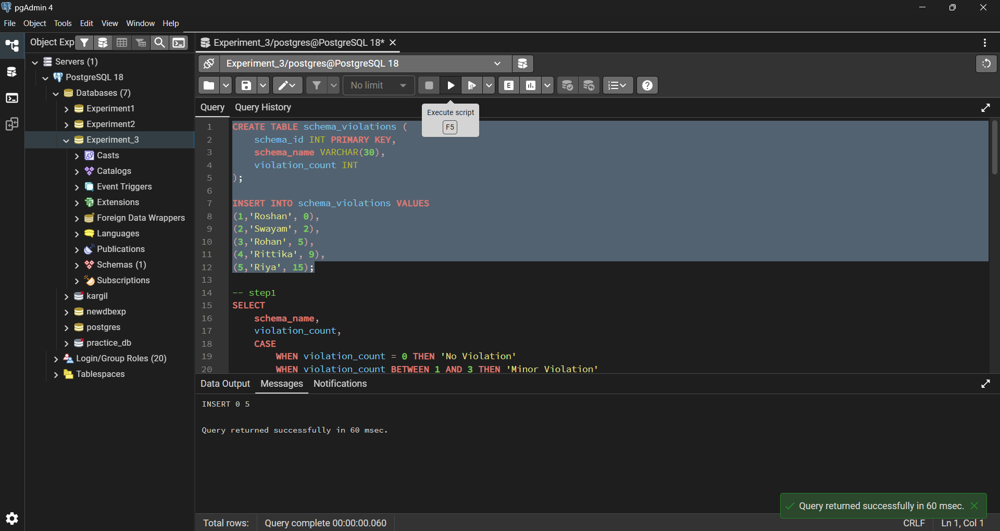 pgAdmin 4
File Object Tools Edit View Window Help
Object Exp
Experiment_3/postgres@PostgreSQL 18*
Servers (1)
PostgreSQL 18
Databases (7)
Experiment1
Experiment2
Experiment_3
Casts
Catalogs
Event Triggers
Extensions
Foreign Data Wrappers
Languages
Publications
Schemas (1)
Subscriptions
kargil
newdbexp
postgres
practice_db
Login/Group Roles (20)
Tablespaces
Experiment_3/postgres@PostgreSQL 18
No limit
E
Query Query History
Execute script
F5
1 CREATE TABLE schema_violations (
2 schema_id INT PRIMARY KEY,
3 schema_name VARCHAR(30),
4 violation_count INT
5 );
6
7 INSERT INTO schema_violations VALUES
8 (1,'Roshan', 0),
9 (2,'Swayam', 2),
10 (3,'Rohan', 5),
11 (4,'Rittika', 9),
12 (5,'Riya', 15);
13
14 -- step1
15 SELECT
16 schema_name,
17 violation_count,
18 CASE
19 WHEN violation_count = 0 THEN 'No Violation'
20 WHEN violation_count BETWEEN 1 AND 3 THEN 'Minor Violation'
Data Output Messages Notifications
INSERT 0 5
Query returned successfully in 60 msec.
Query returned successfully in 60 msec.
Total rows: Query complete 00:00:00.060 CRLF Ln 1, Col 1